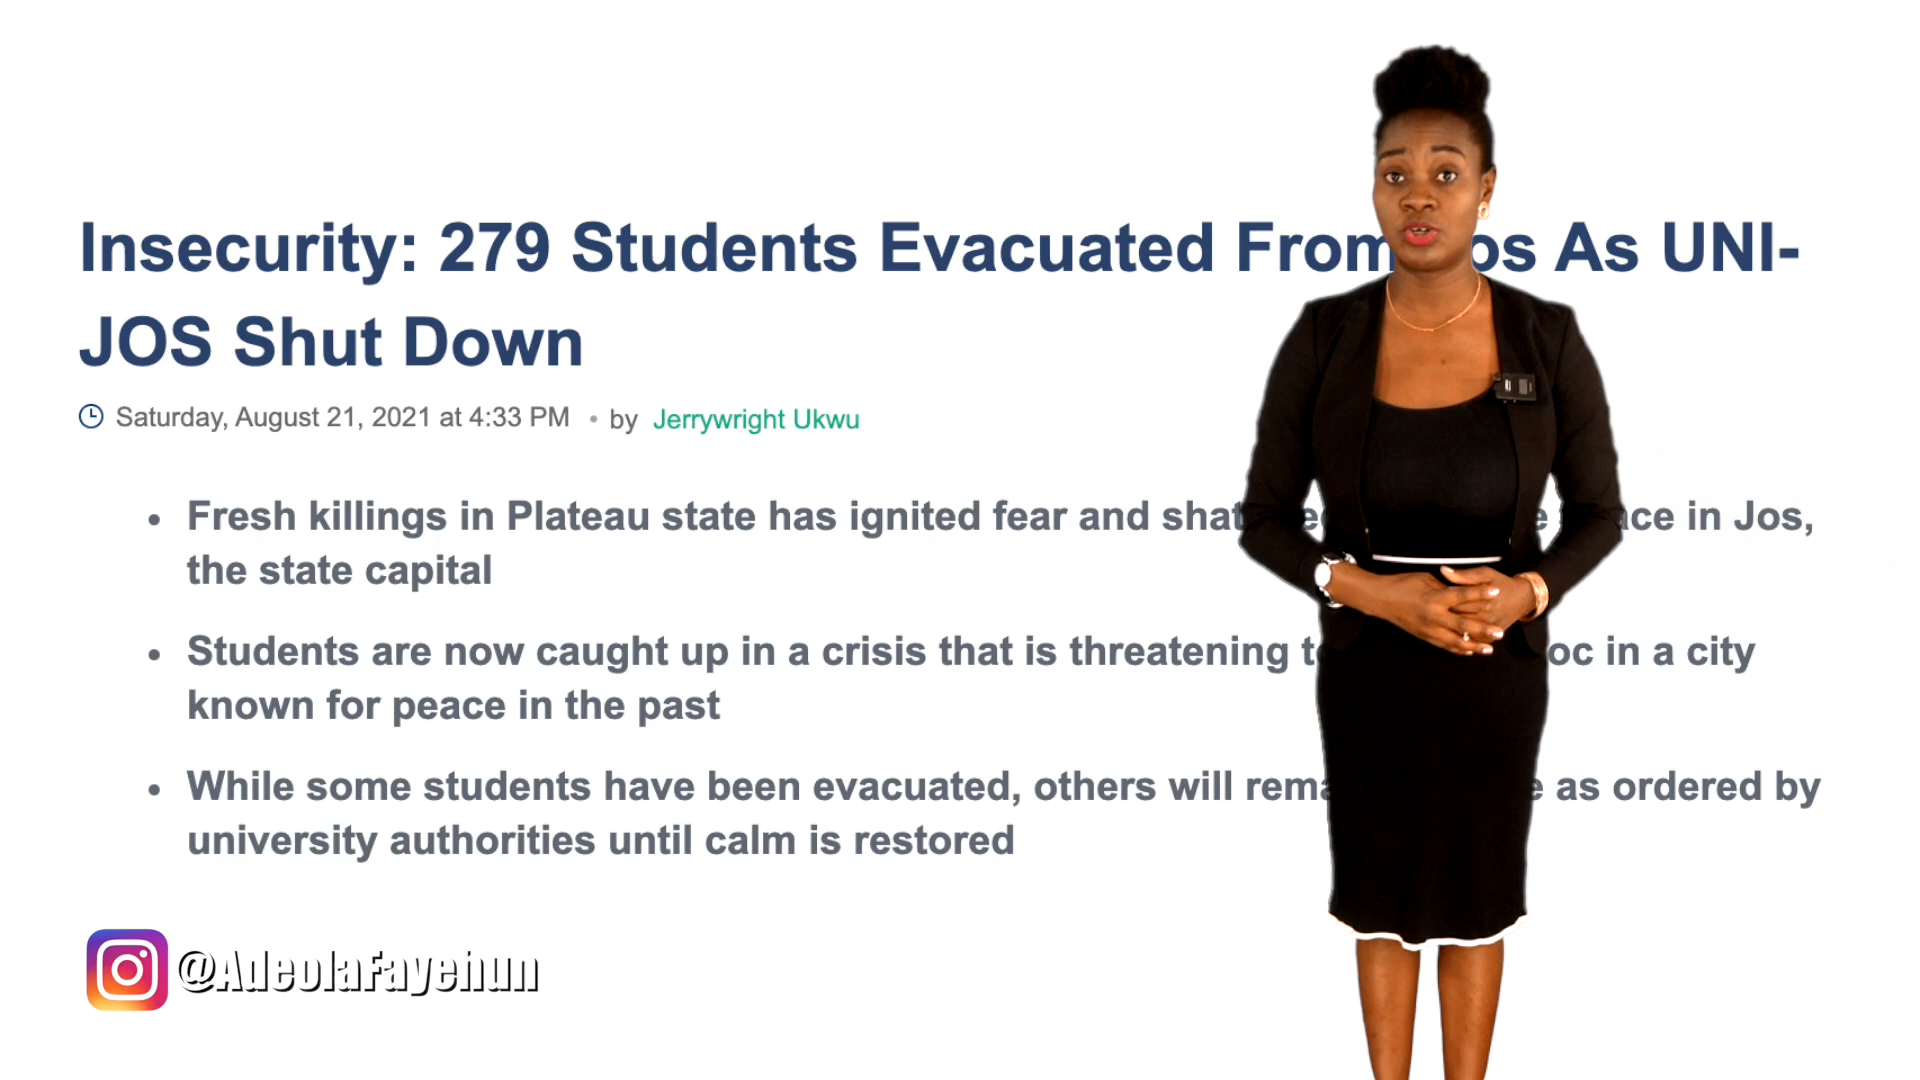 Insecurity: 279 Students Evacuated From Jos As UNI-
JOS Shut Down
Saturday, August 21, 2021 at 4:33 PM • by Jerrywright Ukwu
• Fresh killings in Plateau state has ignited fear and in Jos,
the state capital
• Students are now caught up in a crisis that is threatening in a city
known for peace in the past
• While some students have been evacuated, others will as ordered by
university authorities until calm is restored
@AdeolaFayehun